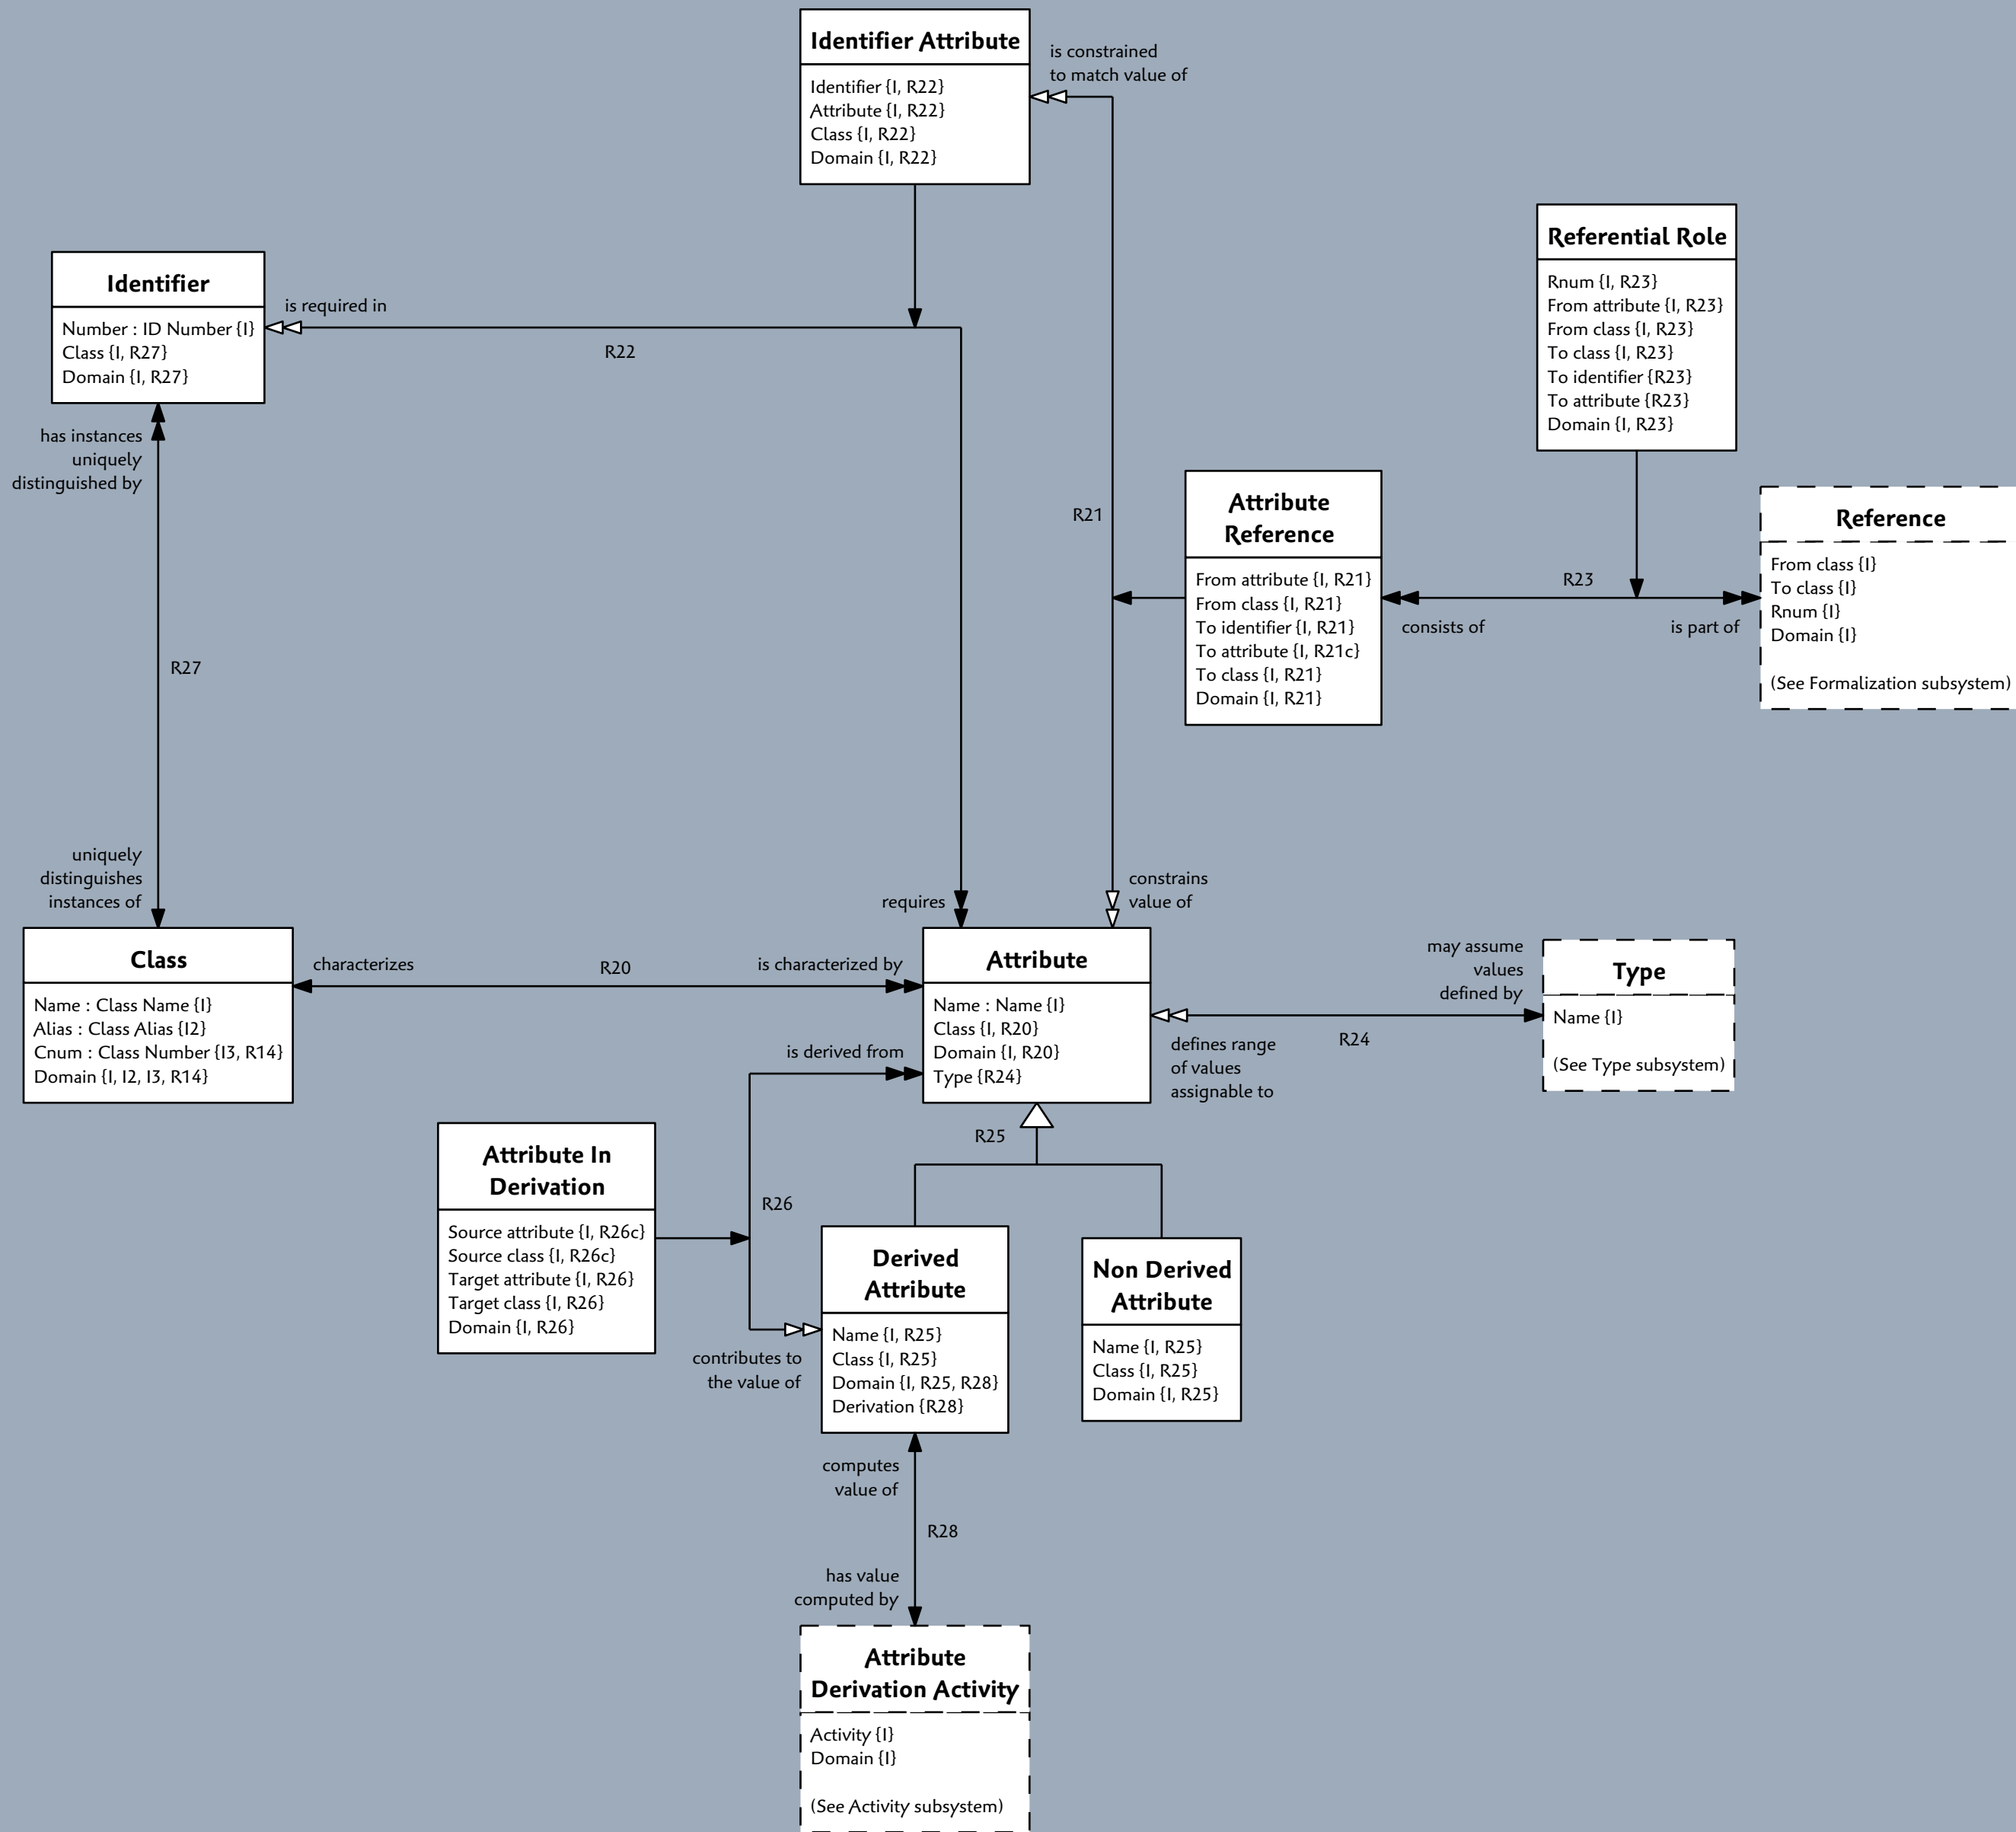 Identifier Attribute
Identifier {I, R22}
Attribute {I, R22}
Class {I, R22}
Domain {I, R22}
is constrained
to match value of
Referential Role
Rnum {I, R23}
From attribute {I, R23}
From class {I, R23}
To class {I, R23}
To identifier {R23}
To attribute {R23}
Domain {I, R23}
Identifier
Number : ID Number {I}
Class {I, R27}
Domain {I, R27}
is required in
R22
has instances
uniquely
distinguished by
R21
Attribute
Reference
From attribute {I, R21}
From class {I, R21}
To identifier {I, R21}
To attribute {I, R21c}
To class {I, R21}
Domain {I, R21}
R23
consists of
is part of
Reference
From class {I}
To class {I}
Rnum {I}
Domain {I}
(See Formalization subsystem)
R27
uniquely
distinguishes
instances of
requires
constrains
value of
Class
Name : Class Name {I}
Alias : Class Alias {I2}
Cnum : Class Number {I3, R14}
Domain {I, I2, I3, R14}
characterizes
R20
is characterized by
Attribute
Name : Name {I}
Class {I, R20}
Domain {I, R20}
Type {R24}
may assume
values
defined by
R24
defines range
of values
assignable to
Type
Name {I}
(See Type subsystem)
is derived from
R25
Attribute In
Derivation
Source attribute {I, R26c}
Source class {I, R26c}
Target attribute {I, R26}
Target class {I, R26}
Domain {I, R26}
R26
contributes to
the value of
Derived
Attribute
Name {I, R25}
Class {I, R25}
Domain {I, R25, R28}
Derivation {R28}
Non Derived
Attribute
Name {I, R25}
Class {I, R25}
Domain {I, R25}
computes
value of
R28
has value
computed by
Attribute
Derivation Activity
Activity {I}
Domain {I}
(See Activity subsystem)